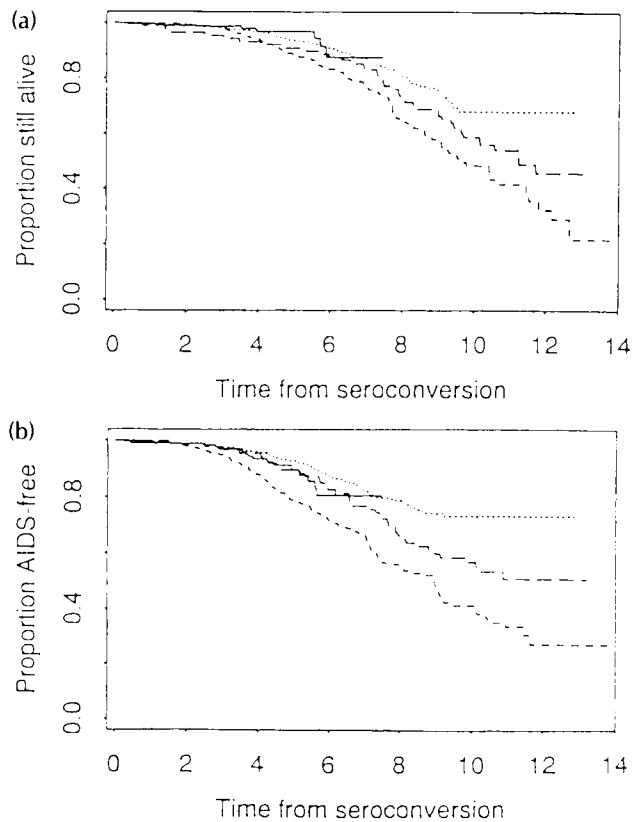 (a)
Proportion still alive
0.8
0.4
0.0
0 2 4 6 8 10 12 14
Time from seroconversion
(b)
Proportion AIDS-free
0.8
0.4
0.0
0 2 4 6 8 10 12 14
Time from seroconversion